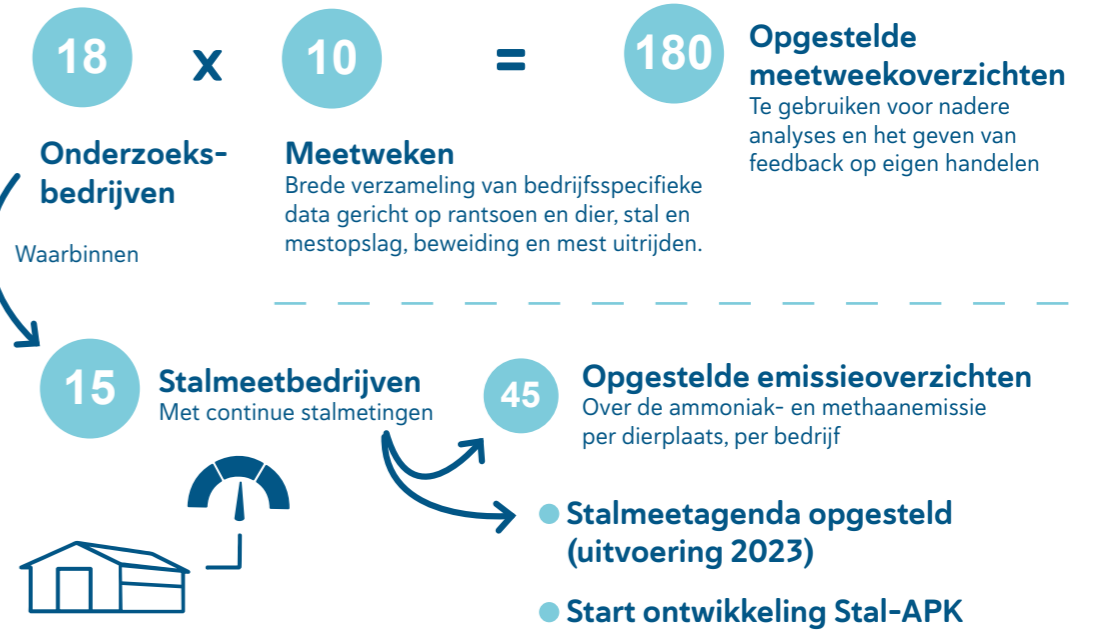 18
x
10
=
180
Opgestelde
meetweekoverzichten
Te gebruiken voor nadere
analyses en het geven van
feedback op eigen handelen
Onderzoeks-
bedrijven
Meetweken
Brede verzameling van bedrijfsspecifieke
data gericht op rantsoen en dier, stal en
mestopslag, beweiding en mest uitrijden.
Waarbinnen
15
Stalmeetbedrijven
Met continue stalmetingen
45
Opgestelde emissieoverzichten
Over de ammoniak- en methaanemissie
per dierplaats, per bedrijf
Stalmeetagenda opgesteld
(uitvoering 2023)
Start ontwikkeling Stal-APK